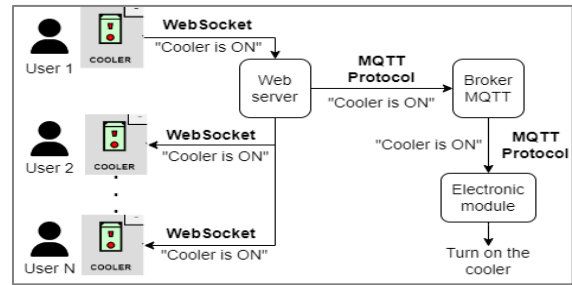 WebSocket
"Cooler is ON"
COOLER
User 1
Web
server
MQTT
Protocol
"Cooler is ON"
Broker
MQTT
WebSocket
"Cooler is ON"
COOLER
User 2
"Cooler is ON"
MQTT
Protocol
Electronic
module
WebSocket
"Cooler is ON"
COOLER
User N
Turn on the
cooler